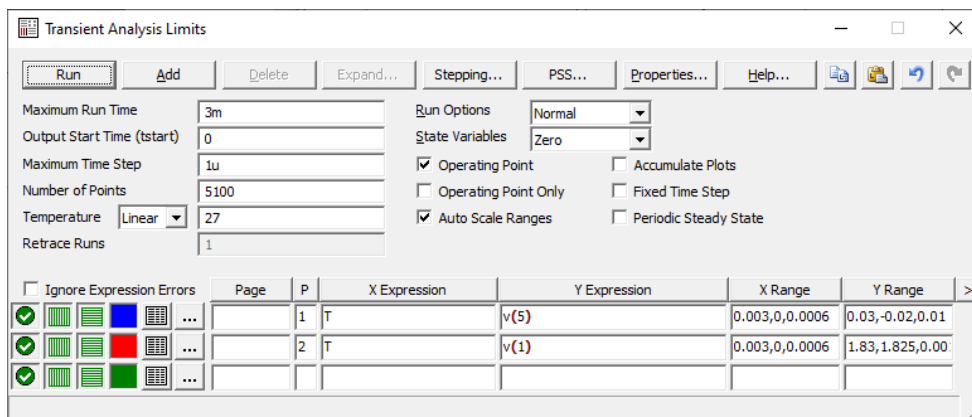 Transient Analysis Limits
Run Add Delete Expand... Stepping... PSS... Properties... Help...
Maximum Run Time 3m Run Options Normal
Output Start Time (tstart) 0 State Variables Zero
Maximum Time Step 1u Operating Point Accumulate Plots
Number of Points 5100 Operating Point Only Fixed Time Step
Temperature Linear 27 Auto Scale Ranges Periodic Steady State
Retrace Runs 1
Ignore Expression Errors Page P X Expression Y Expression X Range Y Range >
... 1 T v(5) 0.003,0,0.0006 0.03,-0.02,0.01
... 2 T v(1) 0.003,0,0.0006 1.83,1.825,0.00
...